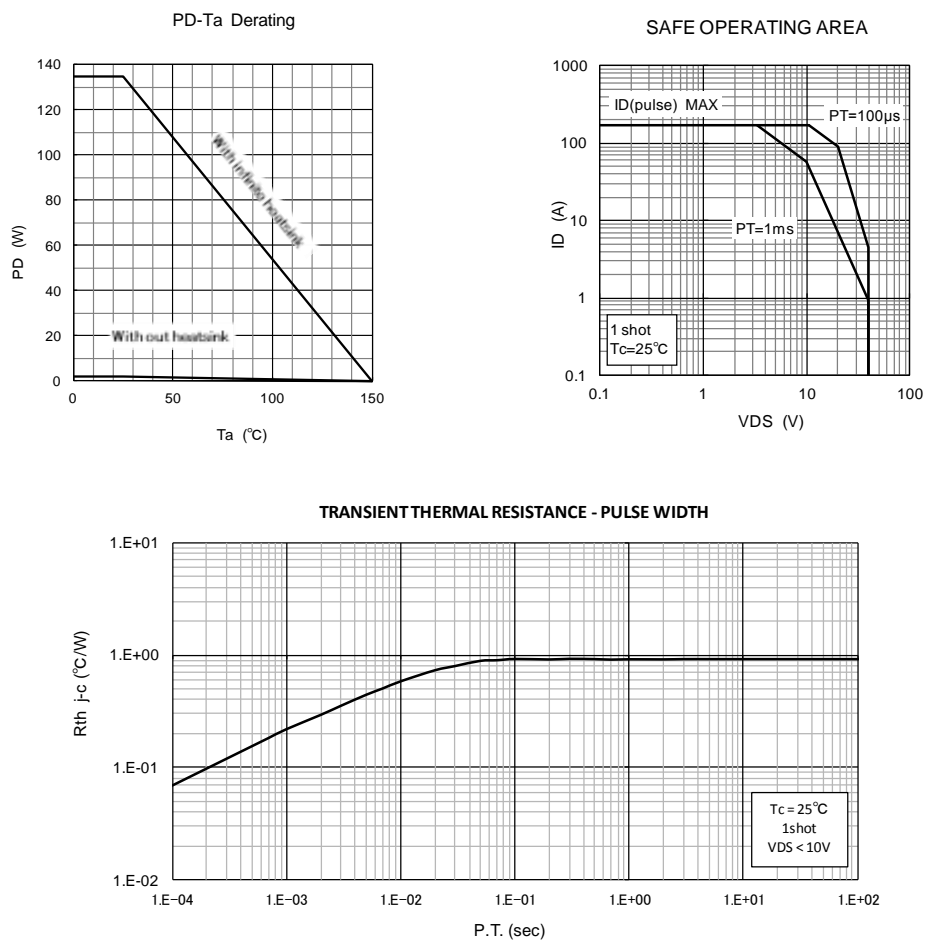 PD-Ta Derating
PD (W)
140
120
100
80
60
40
20
0
With infinite heatsink
With out heatsink
0 50 100 150
Ta (℃)
SAFE OPERATING AREA
ID (A)
1000
100
10
1
0.1
ID(pulse) MAX
PT=100μs
PT=1ms
1 shot
Tc=25℃
0.1 1 10 100
VDS (V)
TRANSIENT THERMAL RESISTANCE - PULSE WIDTH
Rth j-c (℃/W)
1.E+01
1.E+00
1.E-01
1.E-02
Tc = 25℃
1shot
VDS < 10V
1.E-04 1.E-03 1.E-02 1.E-01 1.E+00 1.E+01 1.E+02
P.T. (sec)